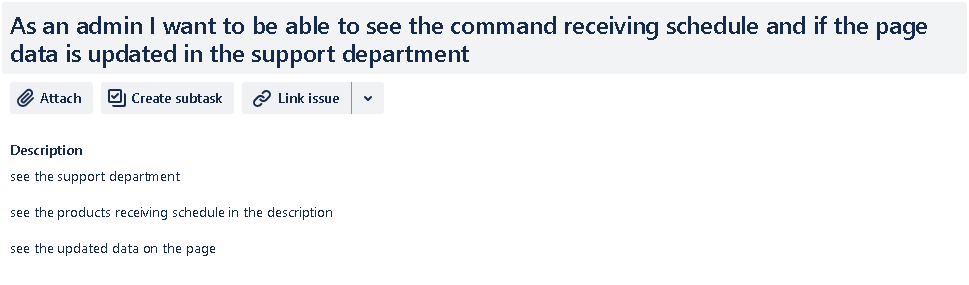 As an admin I want to be able to see the command receiving schedule and if the page
data is updated in the support department
Attach Create subtask Link issue
Description
see the support department
see the products receiving schedule in the description
see the updated data on the page